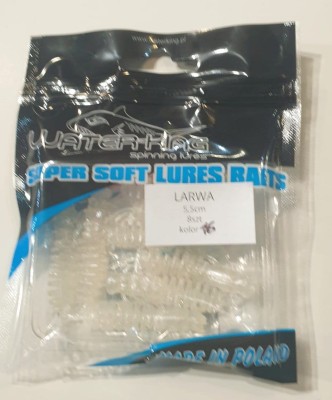 WATER KING
spinning lures
SUPER SOFT LURES BAITS
LARWA
5,5cm
8szt
kolor
MADE IN POLAND